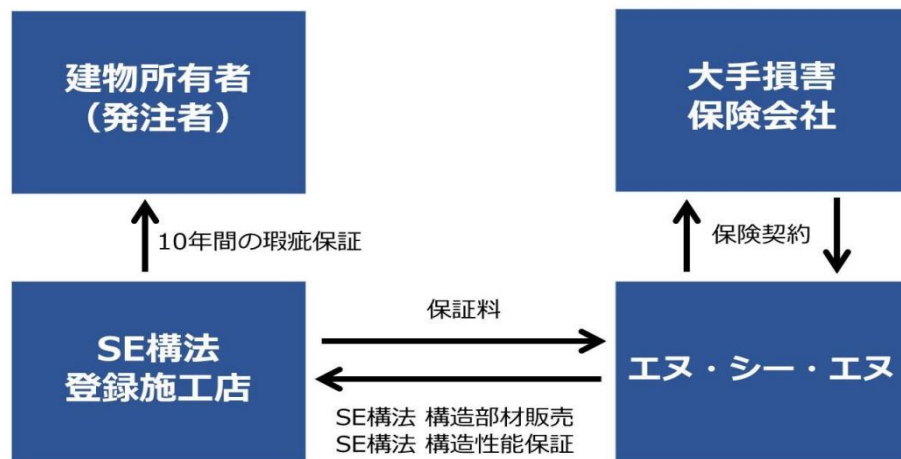 建物所有者
（発注者）
大手損害
保険会社
10年間の瑕疵保証
保険契約
SE構法
登録施工店
保証料
SE構法 構造部材販売
SE構法 構造性能保証
エヌ・シー・エヌ